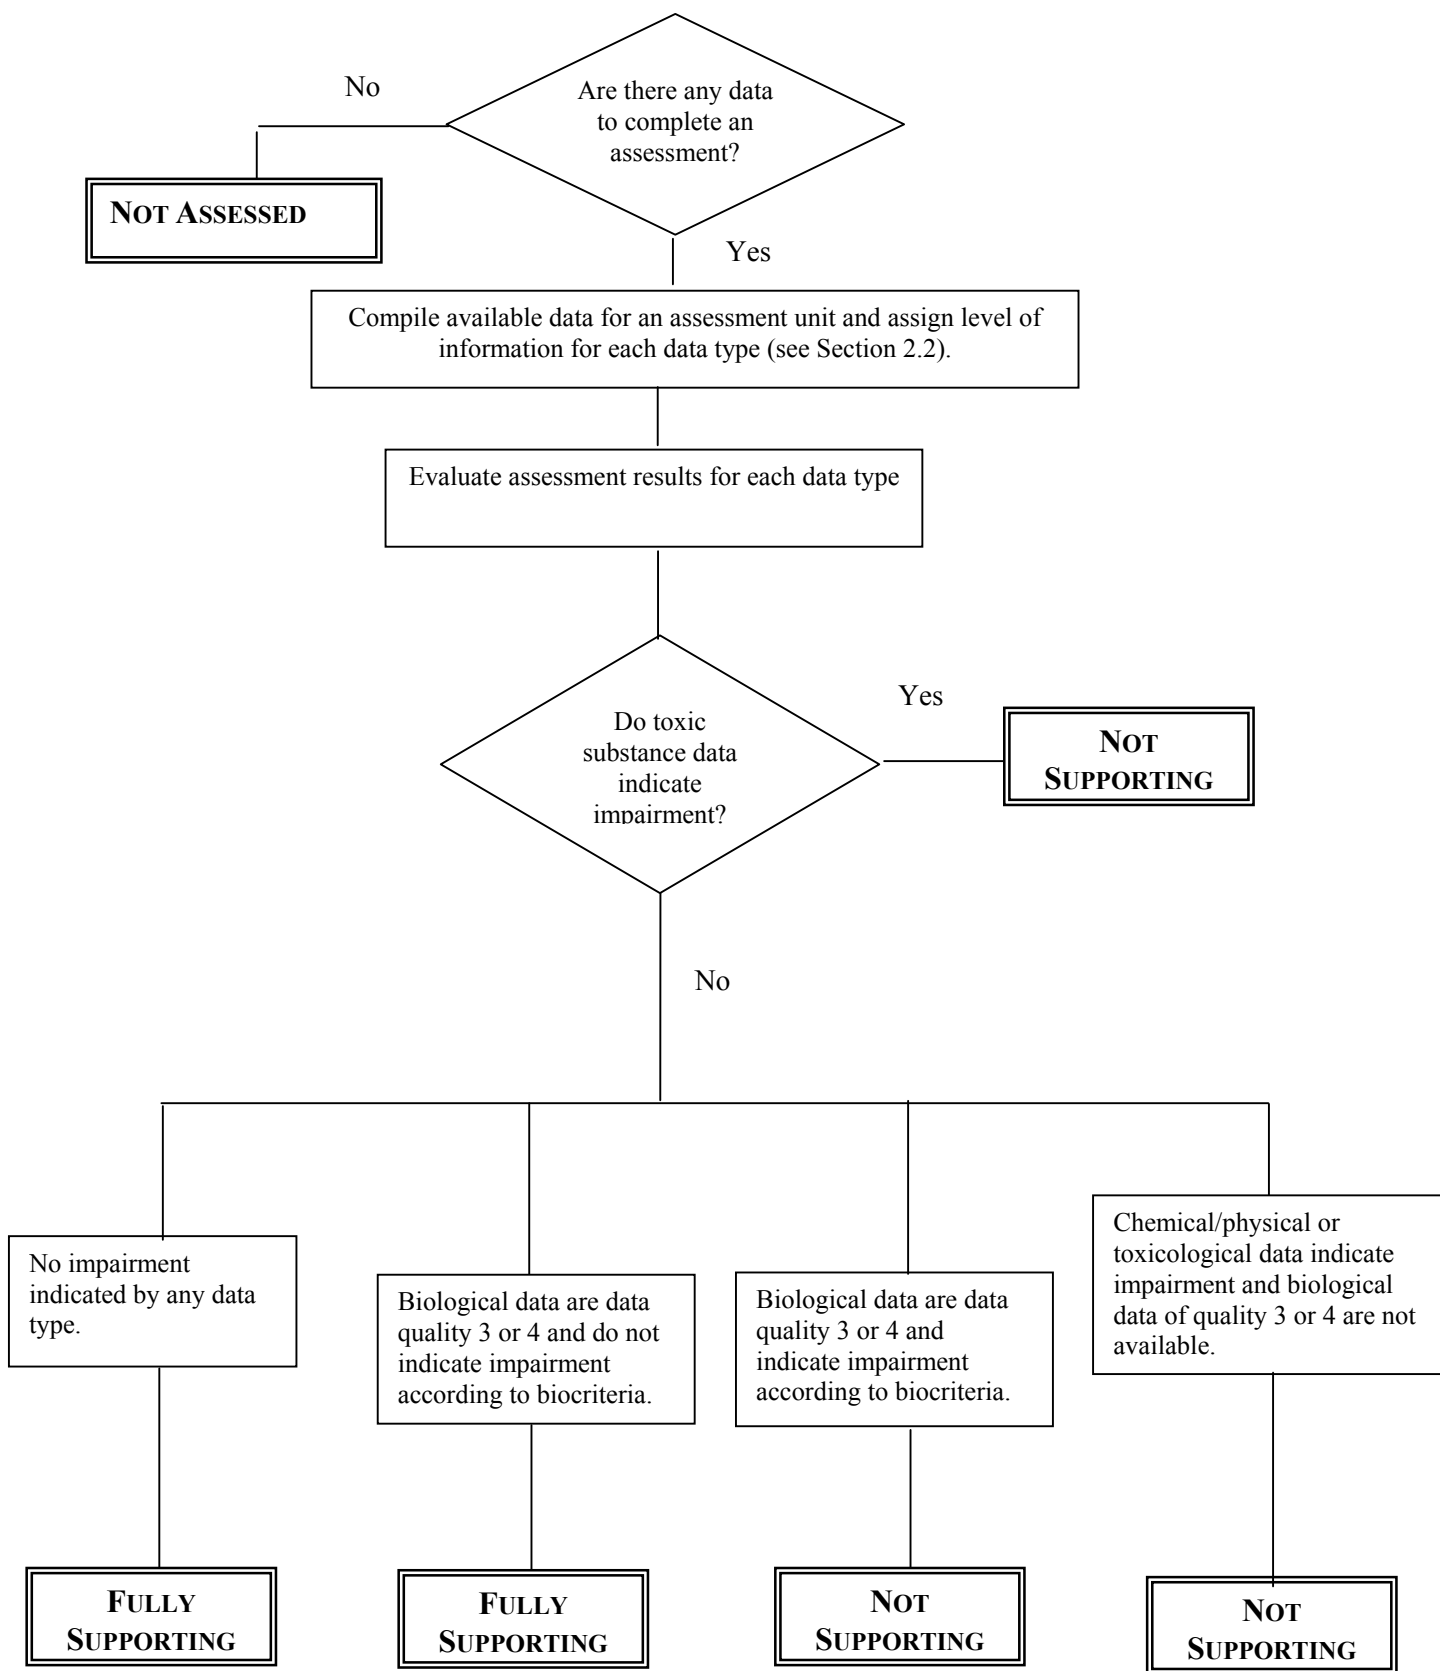 No
Are there any data
to complete an
assessment?
NOT ASSESSED
Yes
Compile available data for an assessment unit and assign level of
information for each data type (see Section 2.2).
Evaluate assessment results for each data type
Do toxic
substance data
indicate
impairment?
Yes
NOT
SUPPORTING
No
No impairment
indicated by any data
type.
Biological data are data
quality 3 or 4 and do not
indicate impairment
according to biocriteria.
Biological data are data
quality 3 or 4 and
indicate impairment
according to biocriteria.
Chemical/physical or
toxicological data indicate
impairment and biological
data of quality 3 or 4 are not
available.
FULLY
SUPPORTING
FULLY
SUPPORTING
NOT
SUPPORTING
NOT
SUPPORTING